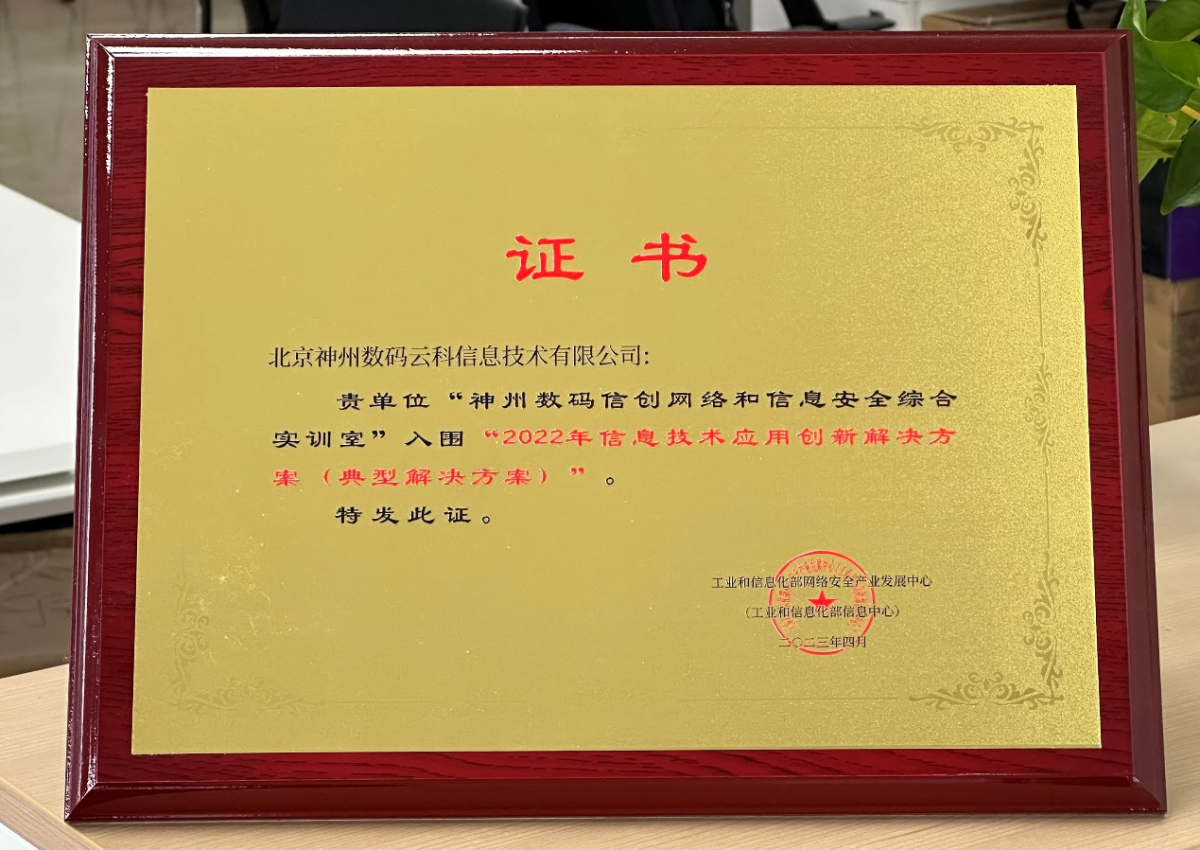 证书
北京神州数码云科信息技术有限公司:
贵单位“神州数码信创网络和信息安全综合
实训室”入围“2022年信息技术应用创新解决方
案（典型解决方案）”。
特发此证。
工业和信息化部网络安全产业发展中心
（工业和信息化部信息中心）
二〇二三年四月